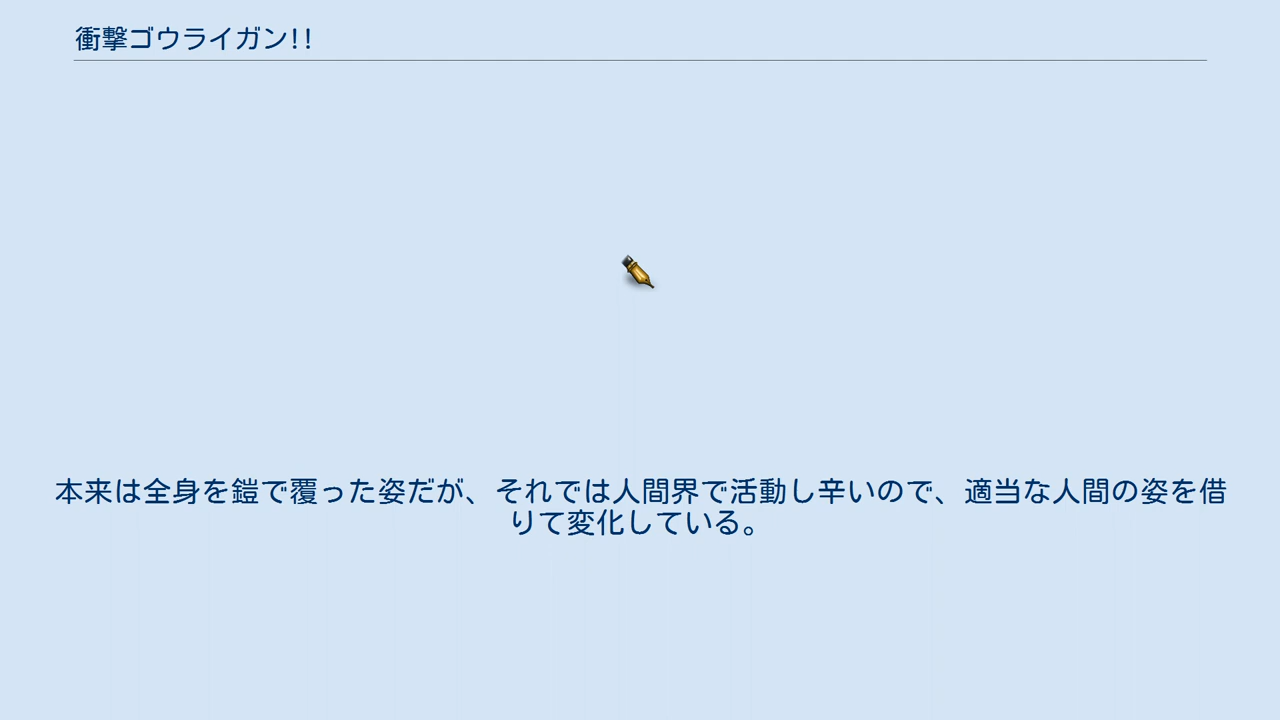 衝撃ゴウライガン!!
本来は全身を鎧で覆った姿だが、それでは人間界で活動し辛いので、適当な人間の姿を借
りて変化している。